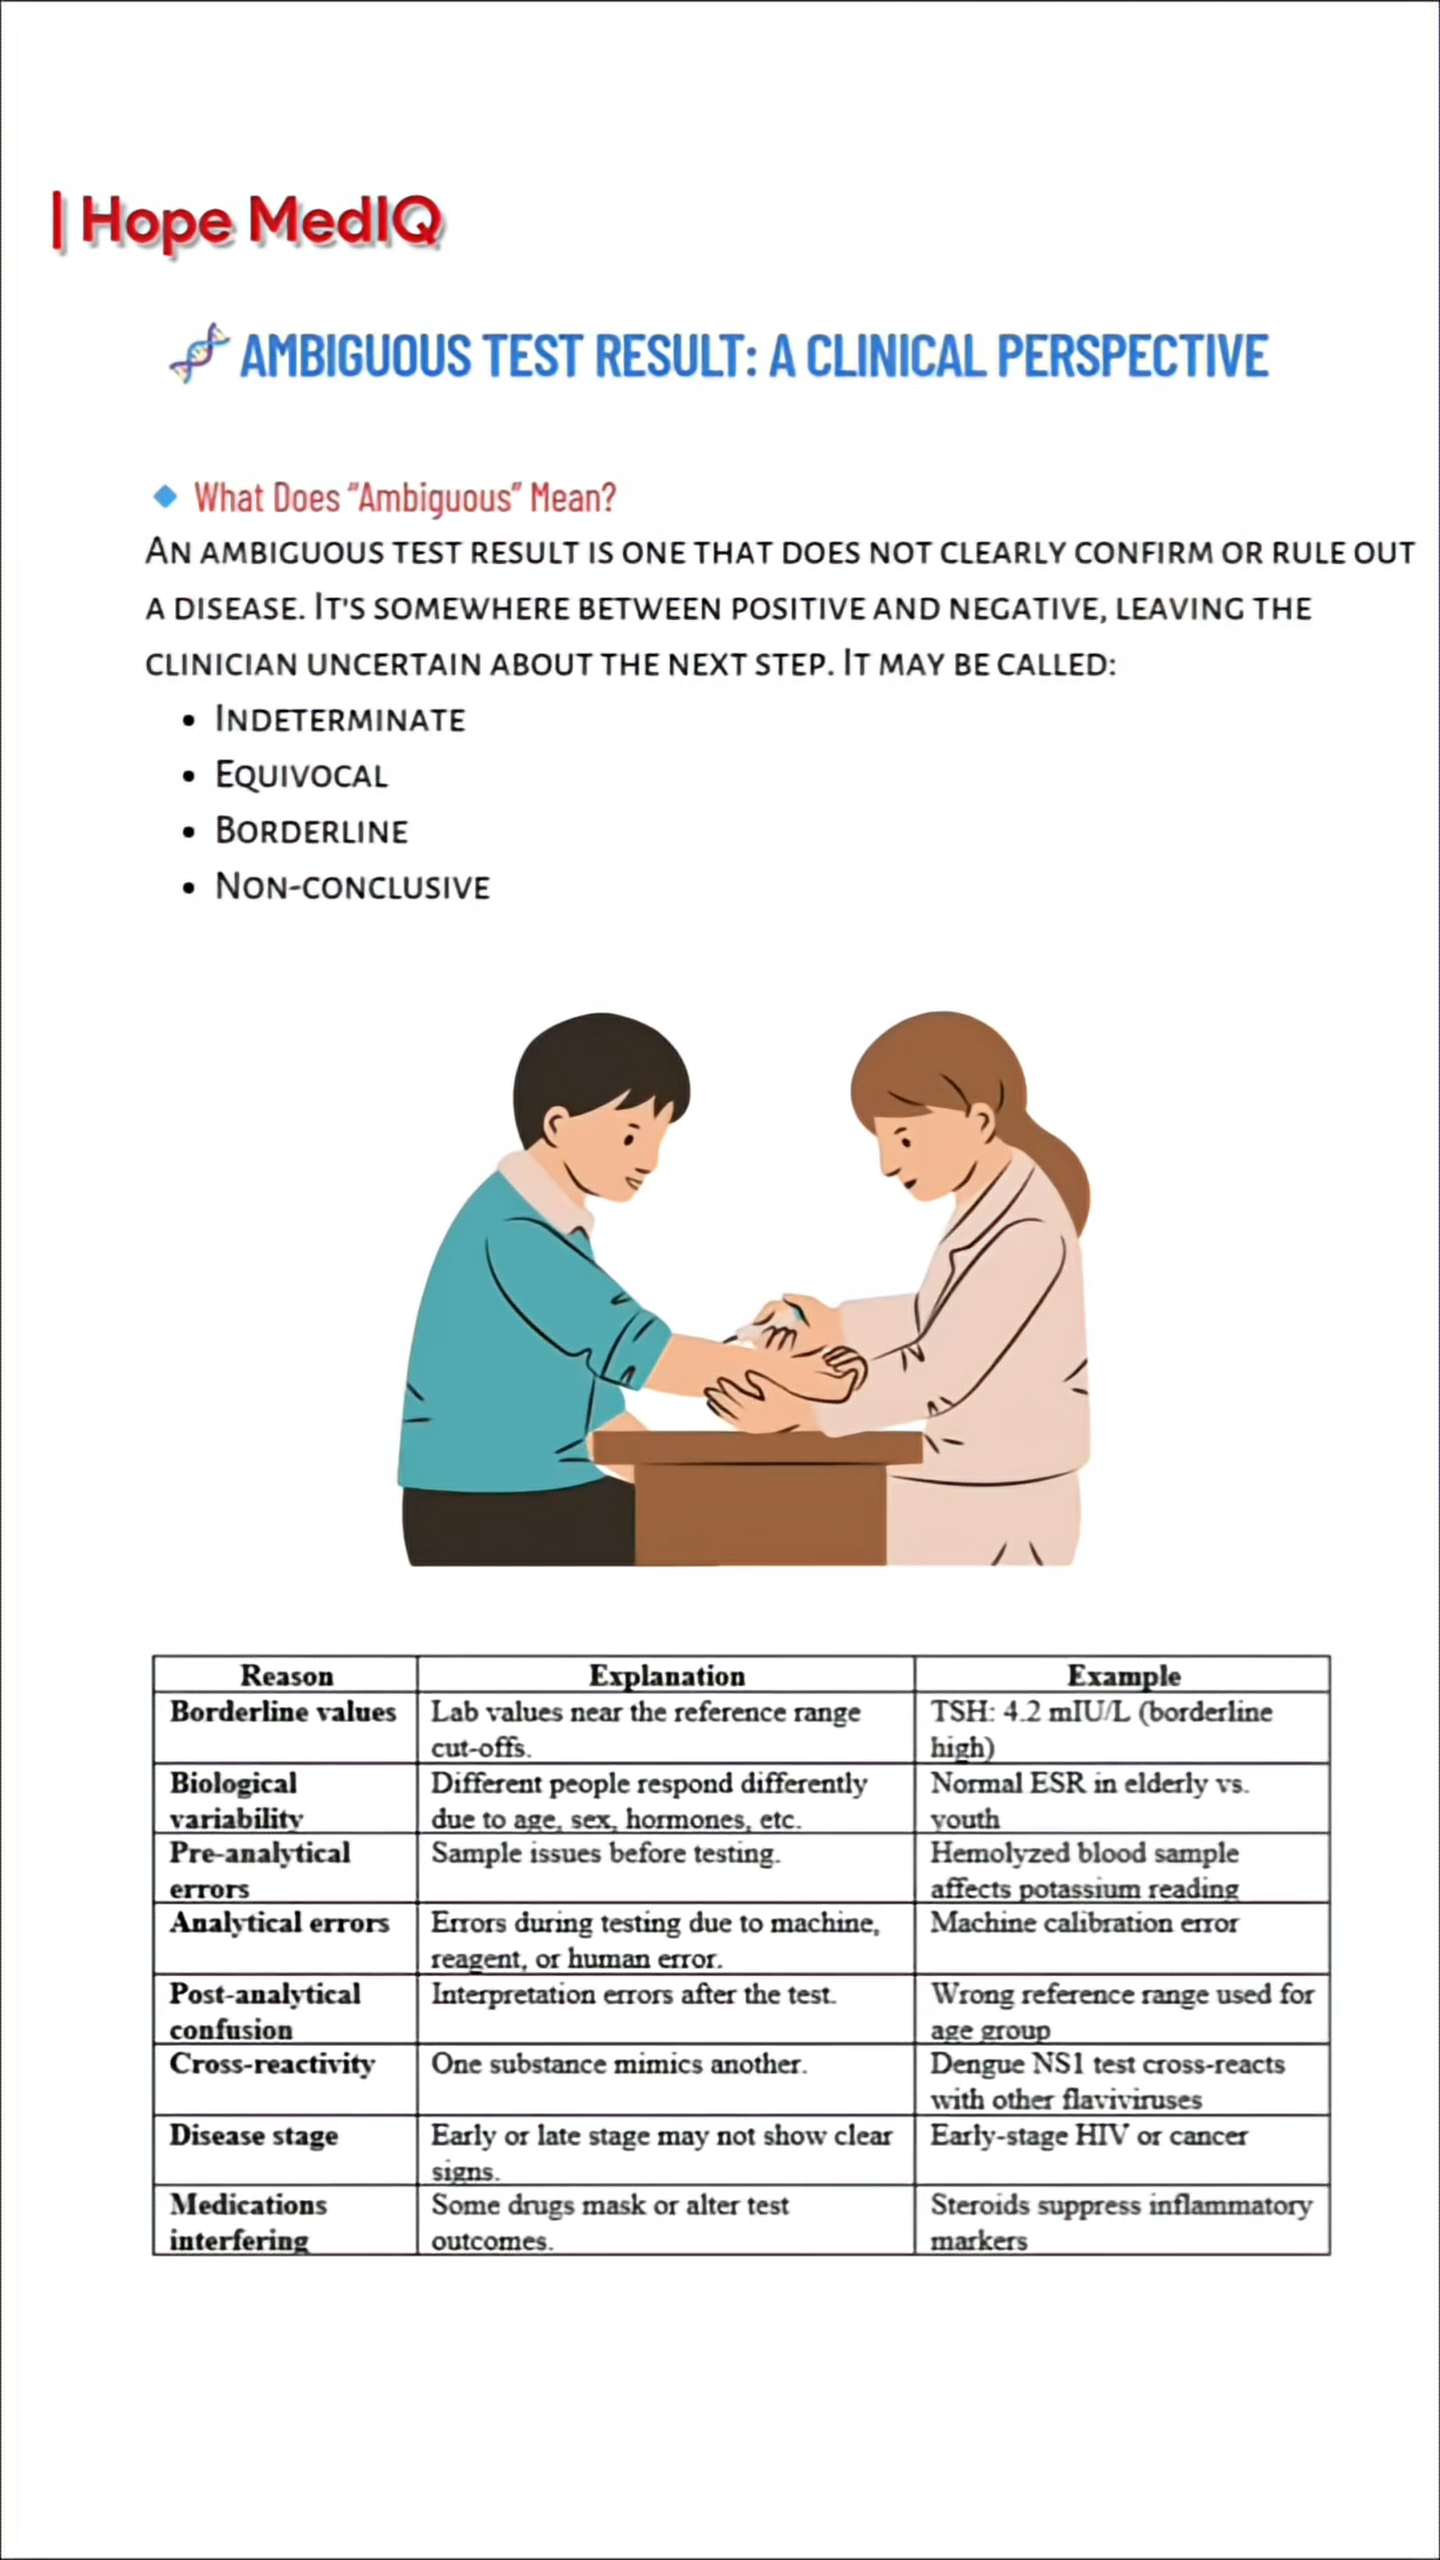 | Hope MedIQ
🧬 AMBIGUOUS TEST RESULT: A CLINICAL PERSPECTIVE
🔹 What Does "Ambiguous" Mean?
An ambiguous test result is one that does not clearly confirm or rule out
a disease. It's somewhere between positive and negative, leaving the
clinician uncertain about the next step. It may be called:
• Indeterminate
• Equivocal
• Borderline
• Non-conclusive
Reason Explanation Example
Borderline values Lab values near the reference range TSH: 4.2 mIU/L (borderline
cut-offs. high)
Biological Different people respond differently Normal ESR in elderly vs.
variability due to age, sex, hormones, etc. youth
Pre-analytical Sample issues before testing. Hemolyzed blood sample
errors affects potassium reading
Analytical errors Errors during testing due to machine, Machine calibration error
reagent, or human error.
Post-analytical Interpretation errors after the test. Wrong reference range used for
confusion age group
Cross-reactivity One substance mimics another. Dengue NS1 test cross-reacts
with other flaviviruses
Disease stage Early or late stage may not show clear Early-stage HIV or cancer
signs.
Medications Some drugs mask or alter test Steroids suppress inflammatory
interfering outcomes. markers